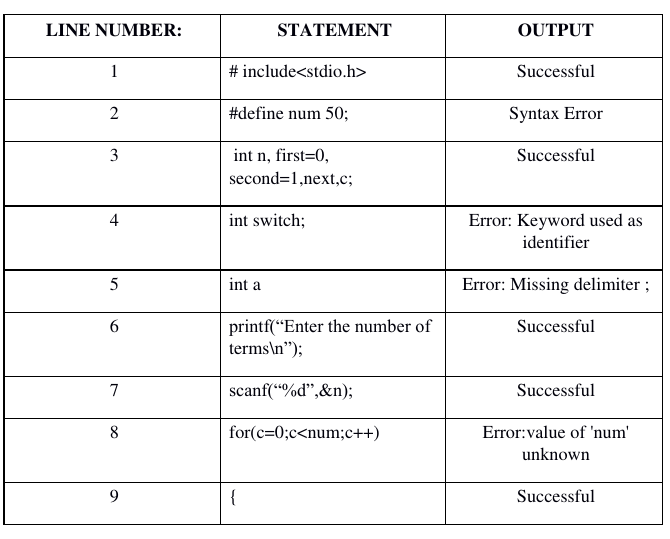 LINE NUMBER: STATEMENT OUTPUT
1 # include<stdio.h> Successful
2 #define num 50; Syntax Error
3 int n, first=0, Successful
second=1,next,c;
4 int switch; Error: Keyword used as
identifier
5 int a Error: Missing delimiter ;
6 printf(“Enter the number of Successful
terms\n”);
7 scanf(“%d”,&n); Successful
8 for(c=0;c<num;c++) Error:value of 'num'
unknown
9 { Successful